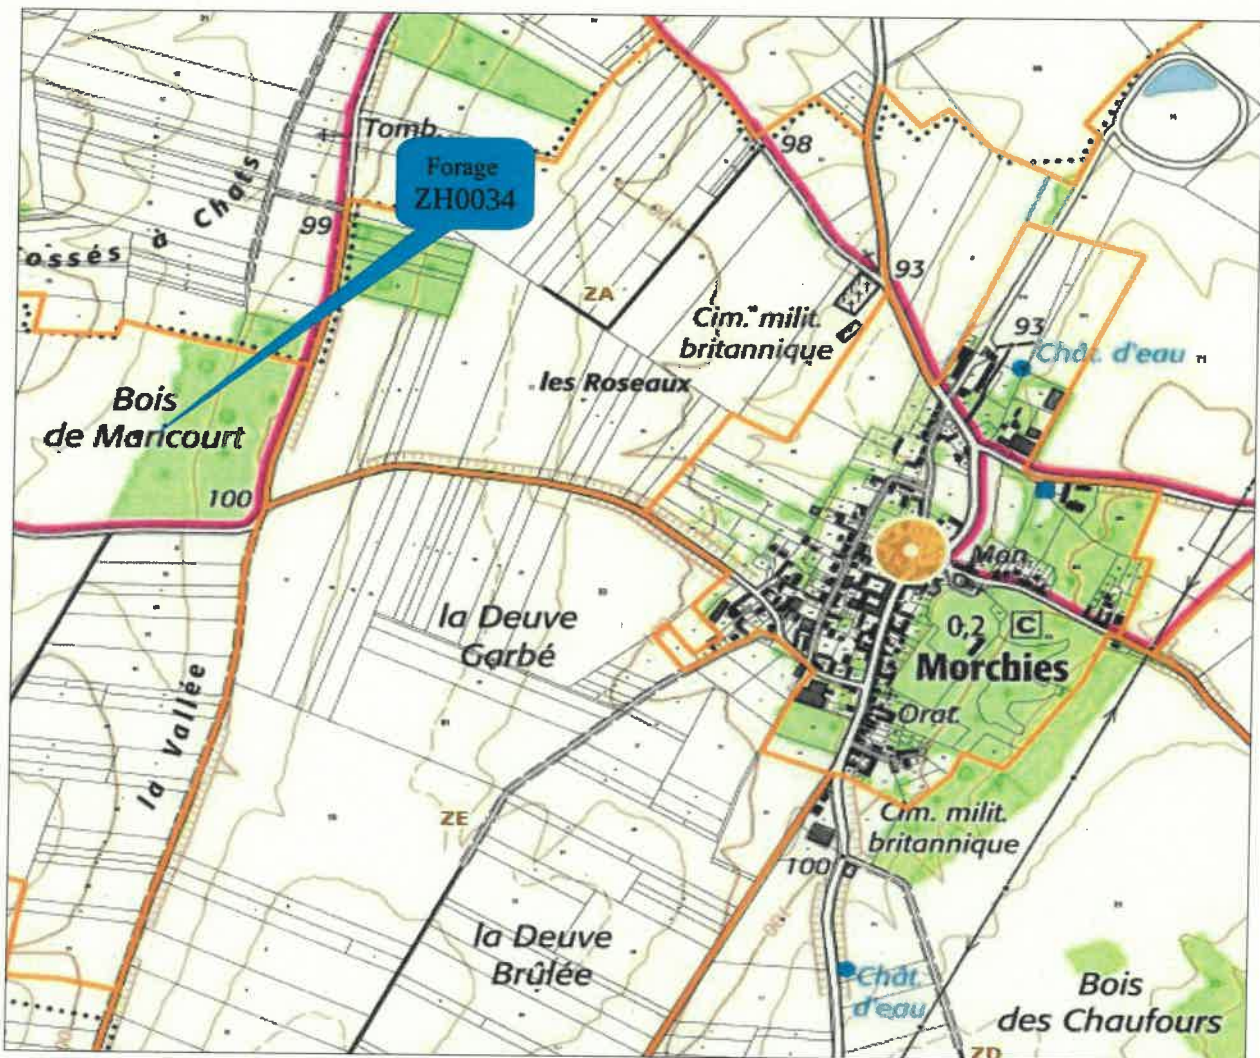 Tomb.
Forage
ZH0034
98
Chats
à
ossés
99
ZA
93
Cim. milit.
britannique
93
Chât. d'eau
les Roseaux
Bois
de Maricourt
100
Mon.
la Deuve
Garbé
0,2
C
Morchies
la Vallée
Orat.
ZE
Cim. milit.
britannique
100
100
la Deuve
Brûlée
Chât.
d'eau
Bois
des Chaufours
ZD